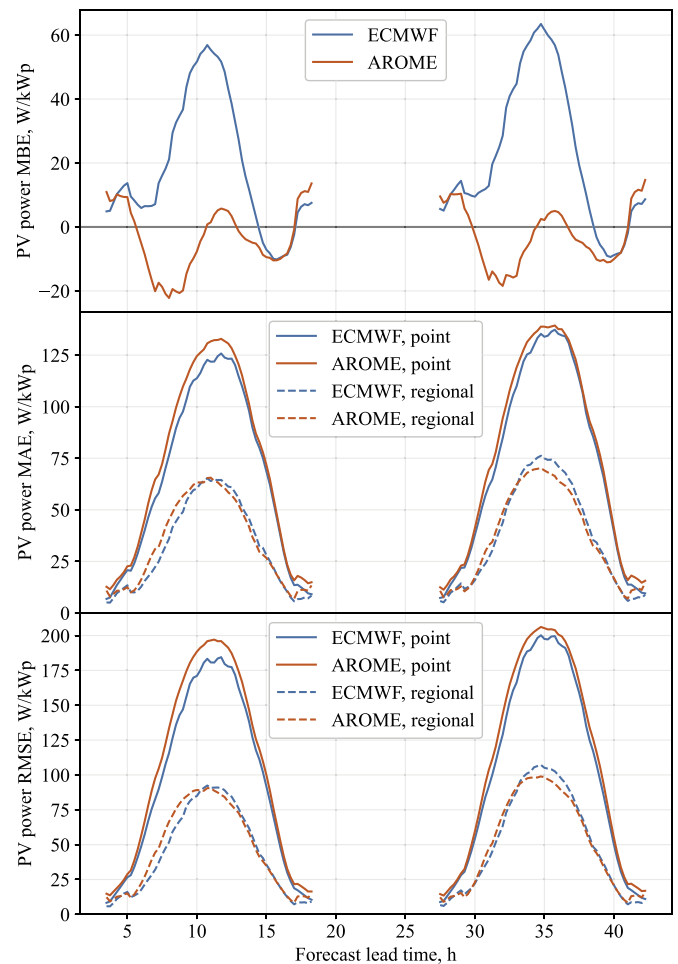 PV power MBE, W/kWp
60
40
20
0
−20
ECMWF
AROME
PV power MAE, W/kWp
125
100
75
50
25
0
ECMWF, point
AROME, point
ECMWF, regional
AROME, regional
PV power RMSE, W/kWp
200
175
150
125
100
75
50
25
0
ECMWF, point
AROME, point
ECMWF, regional
AROME, regional
5 10 15 20 25 30 35 40
Forecast lead time, h